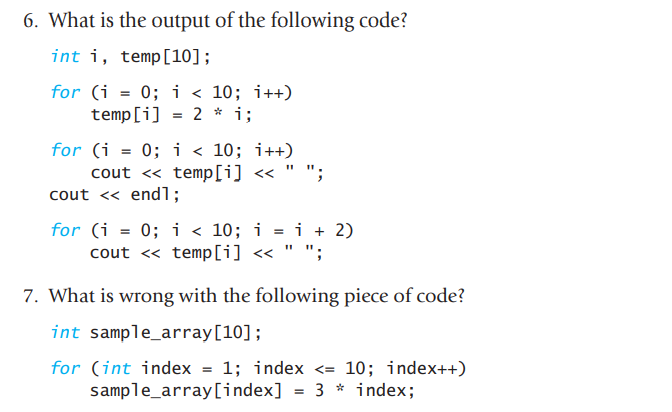 6. What is the output of the following code?
int i, temp[10];
for (i = 0; i < 10; i++)
temp[i] = 2 * i;
for (i = 0; i < 10; i++)
cout << temp[i] << " ";
cout << endl;
for (i = 0; i < 10; i = i + 2)
cout << temp[i] << " ";
7. What is wrong with the following piece of code?
int sample_array[10];
for (int index = 1; index <= 10; index++)
sample_array[index] = 3 * index;